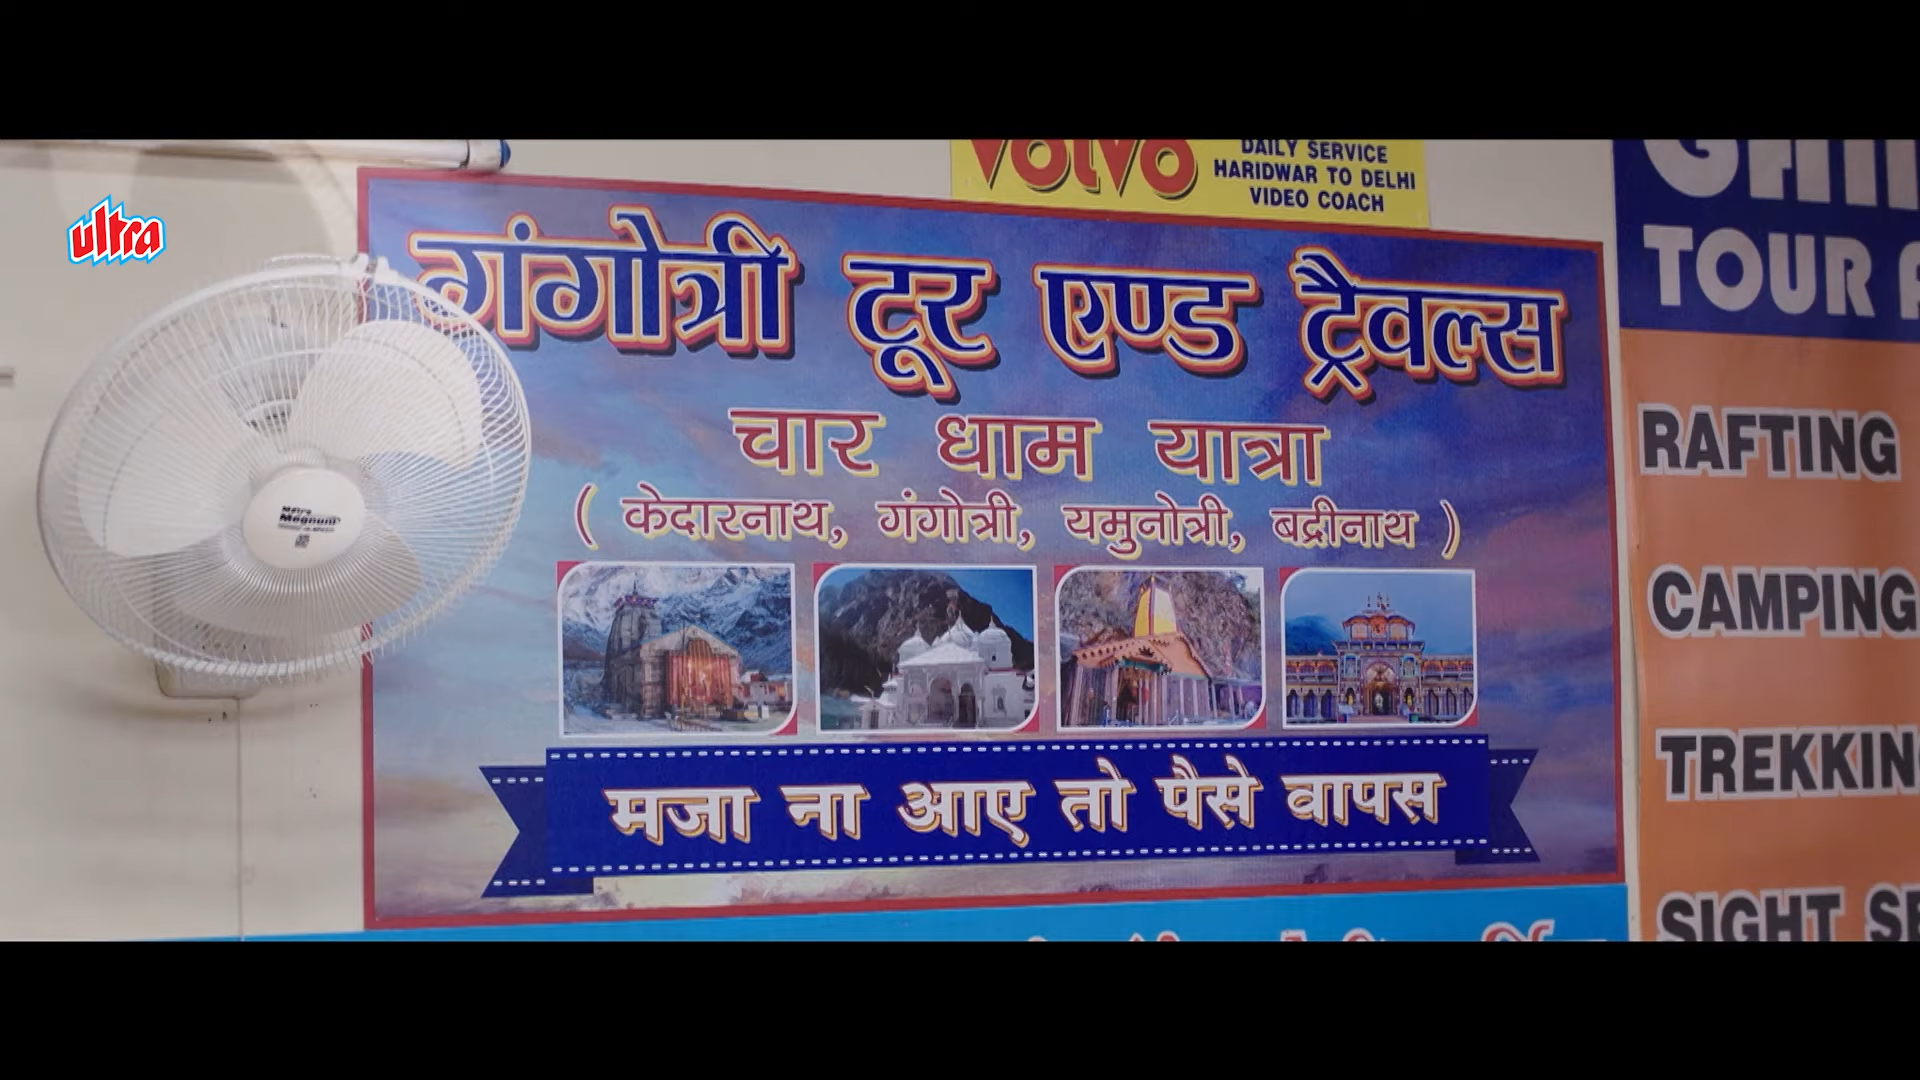 ultra
VOLVO
DAILY SERVICE
HARIDWAR TO DELHI
VIDEO COACH
गंगोत्री टूर एण्ड ट्रैवल्स
चार धाम यात्रा
( केदारनाथ, गंगोत्री, यमुनोत्री, बद्रीनाथ )
मजा ना आए तो पैसे वापस
TOUR
RAFTING
CAMPING
TREKKIN
SIGHT SE